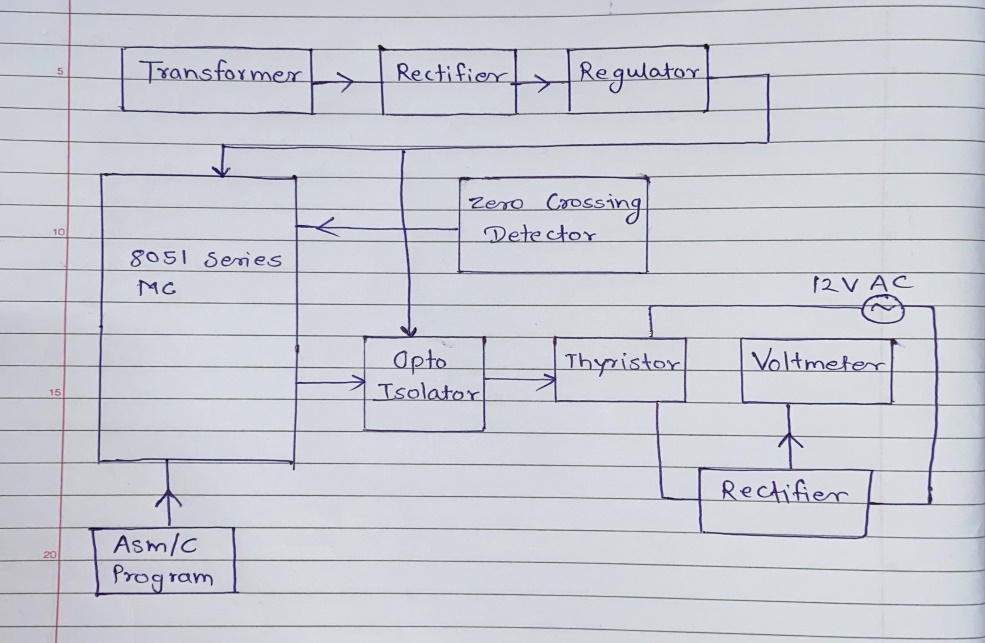 5
Transformer
Rectifier
Regulator
Zero Crossing
Detector
10
8051 Series
MC
12V AC
Opto
Isolator
Thyristor
Voltmeter
15
Rectifier
Asm/C
Program
20